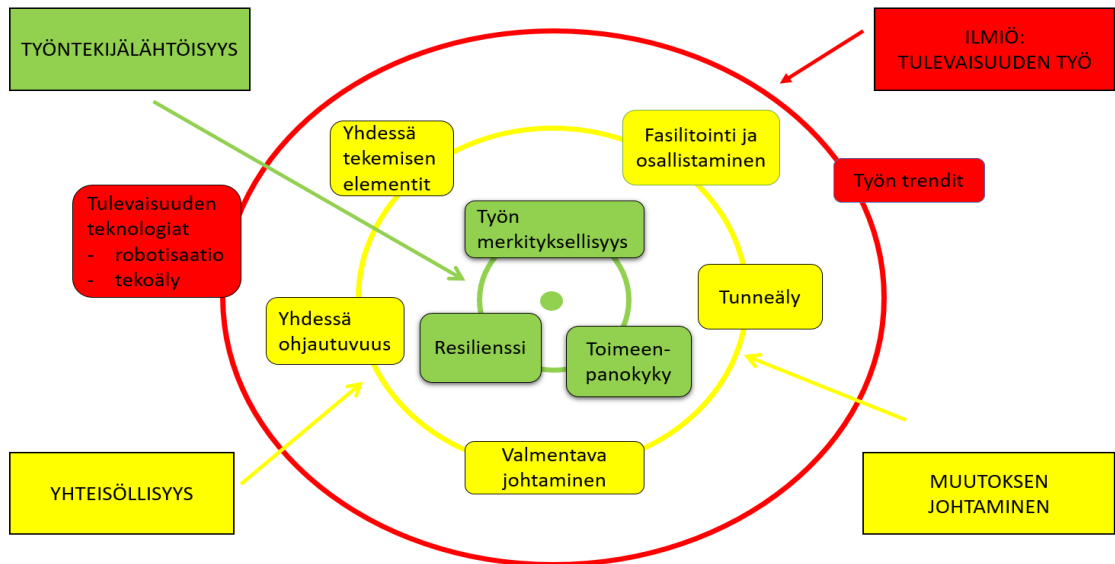 TYÖNTEKIJÄLÄHTÖISYYS
ILMIÖ:
TULEVAISUUDEN TYÖ
Yhdessä
tekemisen
elementit
Fasilitointi ja
osallistaminen
Työn trendit
Tulevaisuuden
teknologiat
- robotisaatio
- tekoäly
Työn
merkityksellisyys
Tunneäly
Yhdessä
ohjautuvuus
Resilienssi
Toimeen-
panokyky
Valmentava
johtaminen
YHTEISÖLLISYYS
MUUTOKSEN
JOHTAMINEN